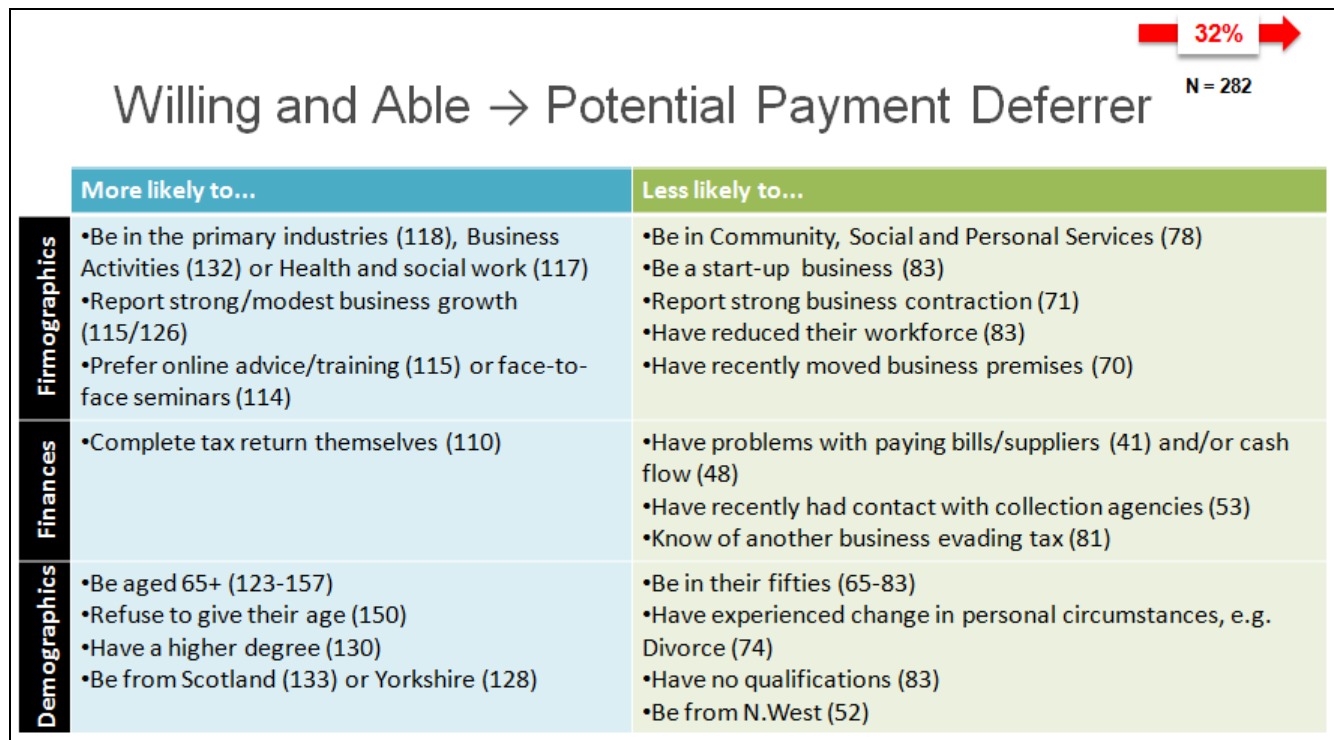 32%
Willing and Able → Potential Payment Deferrer
N = 282
More likely to...
Less likely to...
Firmographics
•Be in the primary industries (118), Business
Activities (132) or Health and social work (117)
•Report strong/modest business growth
(115/126)
•Prefer online advice/training (115) or face-to-
face seminars (114)
•Be in Community, Social and Personal Services (78)
•Be a start-up business (83)
•Report strong business contraction (71)
•Have reduced their workforce (83)
•Have recently moved business premises (70)
Finances
•Complete tax return themselves (110)
•Have problems with paying bills/suppliers (41) and/or cash
flow (48)
•Have recently had contact with collection agencies (53)
•Know of another business evading tax (81)
Demographics
•Be aged 65+ (123-157)
•Refuse to give their age (150)
•Have a higher degree (130)
•Be from Scotland (133) or Yorkshire (128)
•Be in their fifties (65-83)
•Have experienced change in personal circumstances, e.g.
Divorce (74)
•Have no qualifications (83)
•Be from N.West (52)